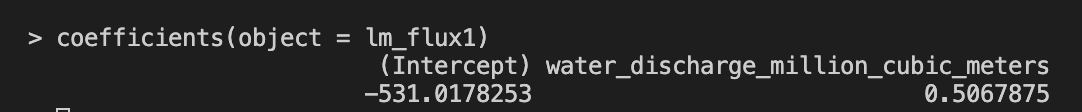 > coefficients(object = lm_flux1)
(Intercept) water_discharge_million_cubic_meters
-531.0178253 0.5067875